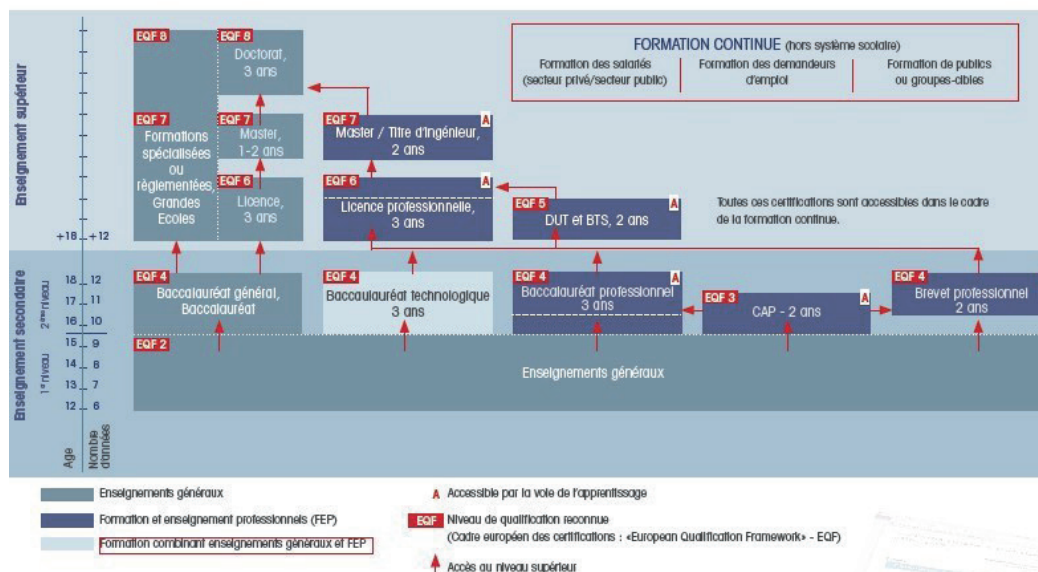 FORMATION CONTINUE (hors système scolaire)
Formation des salariés
(secteur privé/secteur public)
Formation des demandeurs
d'emploi
Formation de publics
ou groupes-cibles
Enseignement supérieur
EQF 8
EQF 8
Doctorat,
3 ans
EQF 7
Formations
spécialisées
ou
règlementées,
Grandes
Ecoles
EQF 7
Master,
1-2 ans
EQF 7
A
Master / Titre d'ingénieur,
2 ans
EQF 6
Licence,
3 ans
EQF 6
A
Licence professionnelle,
3 ans
EQF 5
A
DUT et BTS, 2 ans
Toutes ces certifications sont accessibles dans le cadre
de la formation continue.
+18
+12
Enseignement secondaire
2ème niveau
1er niveau
18 12
17 11
16 10
15 9
14 8
13 7
12 6
EQF 4
Baccalauréat général,
Baccalauréat
EQF 4
Baccalauréat technologique
3 ans
EQF 4
A
Baccalauréat professionnel
3 ans
EQF 3
A
CAP - 2 ans
EQF 4
Brevet professionnel
2 ans
EQF 2
Enseignements généraux
Age
Nombre
d'années
Enseignements généraux
Formation et enseignement professionnels (FEP)
Formation combinant enseignements généraux et FEP
A Accessible par la voie de l'apprentissage
EQF Niveau de qualification reconnue
(Cadre européen des certifications : «European Qualification Framework» - EQF)
Accès au niveau supérieur